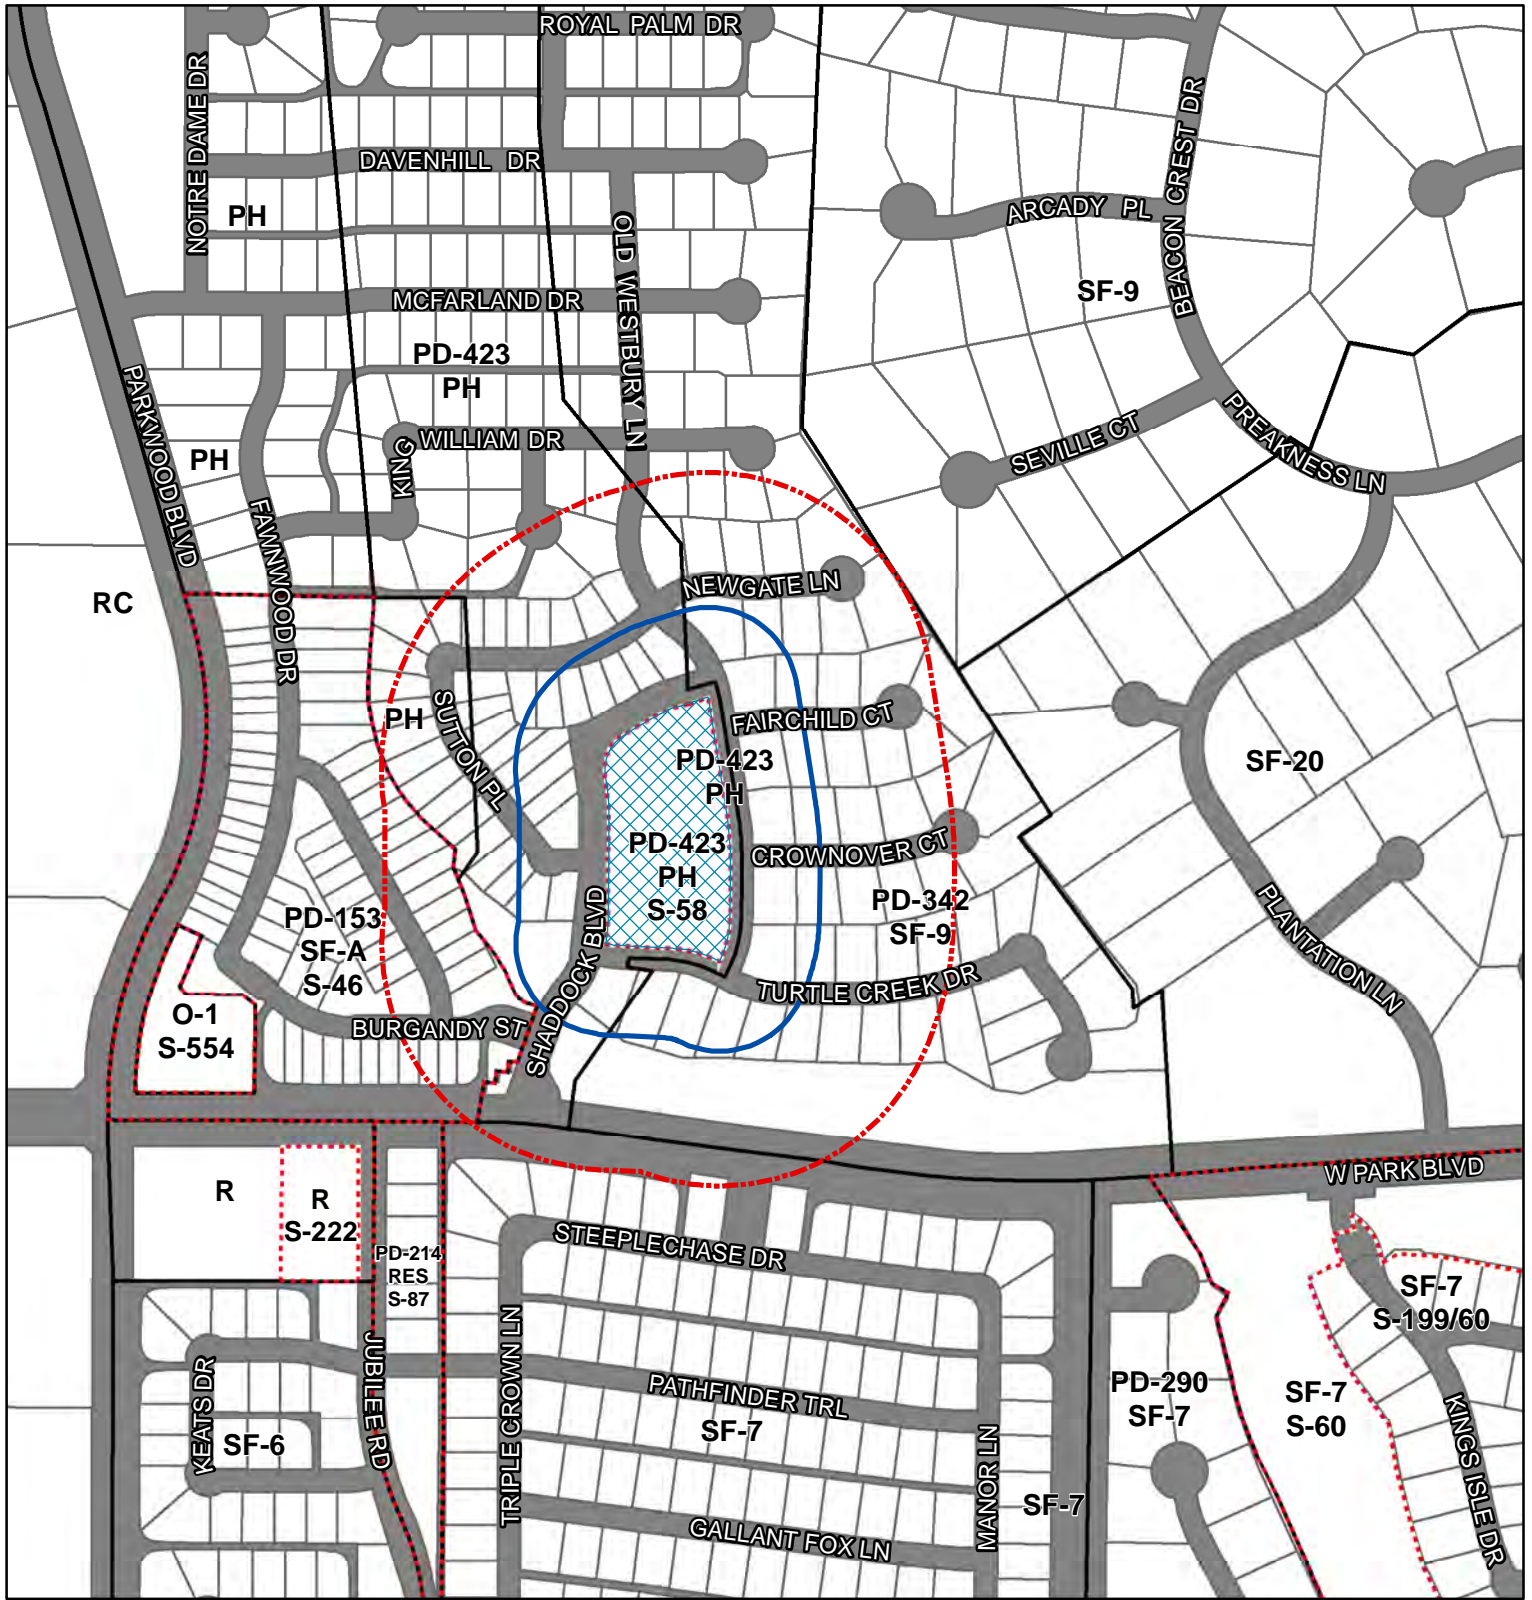 ROYAL PALM DR
NOTRE DAME DR
DAVENHILL DR
BEACON CREST DR
PH
ARCADY PL
OLD WESTBURY LN
SF-9
MCFARLAND DR
PD-423
PH
PARKWOOD BLVD
PREAKNESS LN
KING WILLIAM DR
SEVILLE CT
PH
FAWNWOOD DR
NEWGATE LN
RC
SUTTON PL
PH
FAIRCHILD CT
PD-423
PH
SF-20
PD-423
PH
S-58
CROWNOVER CT
PD-342
SF-9
PLANTATION LN
PD-153
SF-A
S-46
SHADDOCK BLVD
TURTLE CREEK DR
O-1
S-554
BURGANDY ST
W PARK BLVD
R
R
S-222
PD-214
RES
S-87
STEEPLECHASE DR
SF-7
S-199/60
TRIPLE CROWN LN
JUBILEE RD
KEATS DR
PATHFINDER TRL
SF-7
PD-290
SF-7
SF-7
S-60
KINGS ISLE DR
SF-6
MANOR LN
SF-7
GALLANT FOX LN